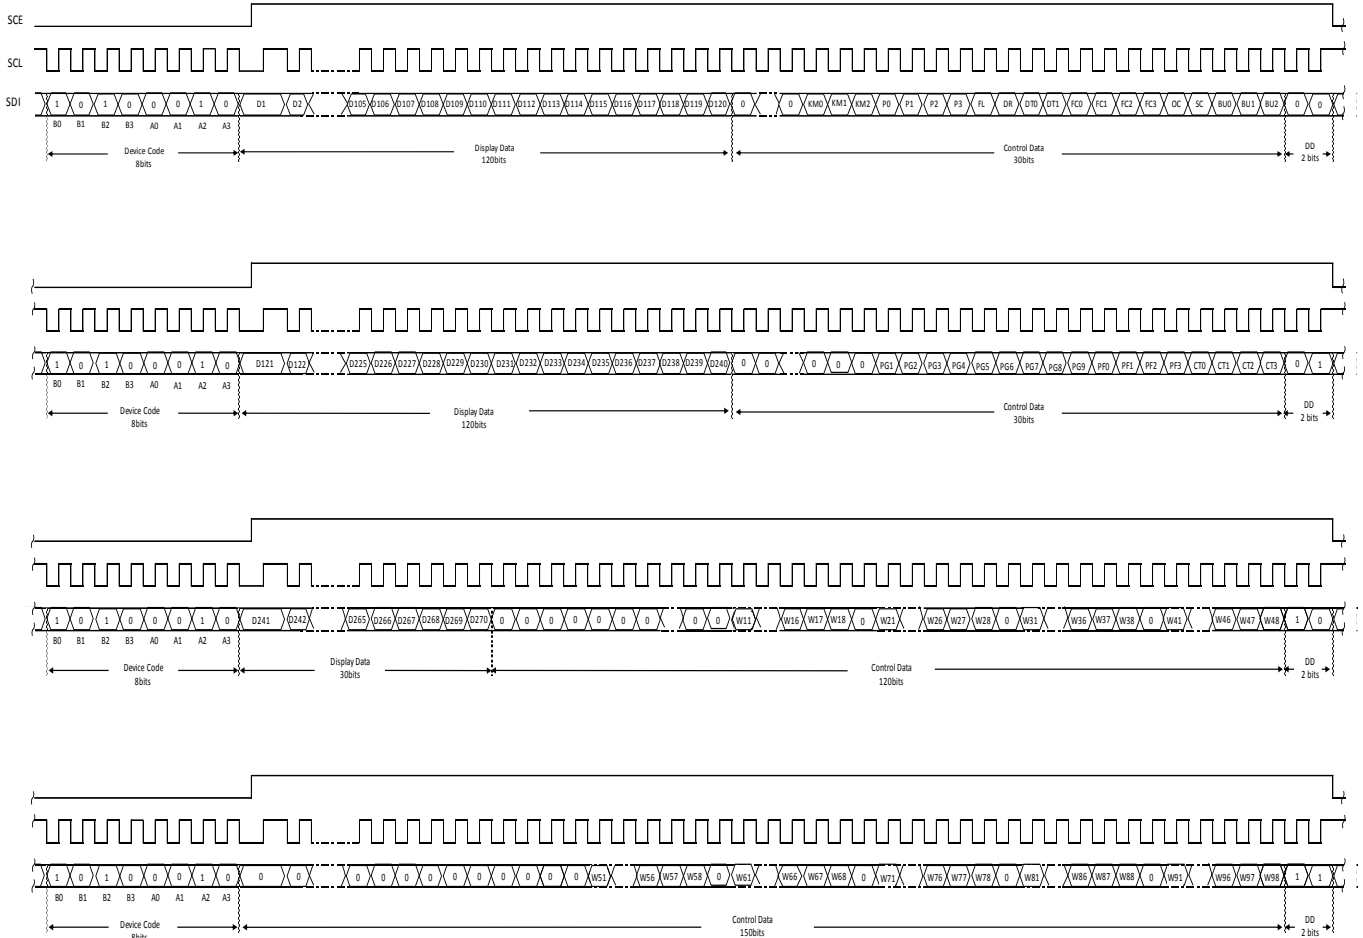 SCE
SCL
SDI 1 0 1 0 0 0 1 0 D1 D2 D105 D106 D107 D108 D109 D110 D111 D112 D113 D114 D115 D116 D117 D118 D119 D120 0 0 KM0 KM1 KM2 P0 P1 P2 P3 FL DR DT0 DT1 FC0 FC1 FC2 FC3 OC SC BU0 BU1 BU2 0 0
B0 B1 B2 B3 A0 A1 A2 A3
Device Code Display Data Control Data DD
8bits 120bits 30bits 2 bits
1 0 1 0 0 0 1 0 D121 D122 D225 D226 D227 D228 D229 D230 D231 D232 D233 D234 D235 D236 D237 D238 D239 D240 0 0 0 0 0 PG1 PG2 PG3 PG4 PG5 PG6 PG7 PG8 PG9 PF0 PF1 PF2 PF3 CT0 CT1 CT2 CT3 0 1
B0 B1 B2 B3 A0 A1 A2 A3
Device Code Display Data Control Data DD
8bits 120bits 30bits 2 bits
1 0 1 0 0 0 1 0 D241 D242 D265 D266 D267 D268 D269 D270 0 0 0 0 0 0 0 0 0 W11 W16 W17 W18 0 W21 W26 W27 W28 0 W31 W36 W37 W38 0 W41 W46 W47 W48 1 0
B0 B1 B2 B3 A0 A1 A2 A3
Device Code Display Data Control Data DD
8bits 30bits 120bits 2 bits
1 0 1 0 0 0 1 0 0 0 0 0 0 0 0 0 0 0 0 0 W51 W56 W57 W58 0 W61 W66 W67 W68 0 W71 W76 W77 W78 0 W81 W86 W87 W88 0 W91 W96 W97 W98 1 1
B0 B1 B2 B3 A0 A1 A2 A3
Device Code Control Data DD
8bits 150bits 2 bits